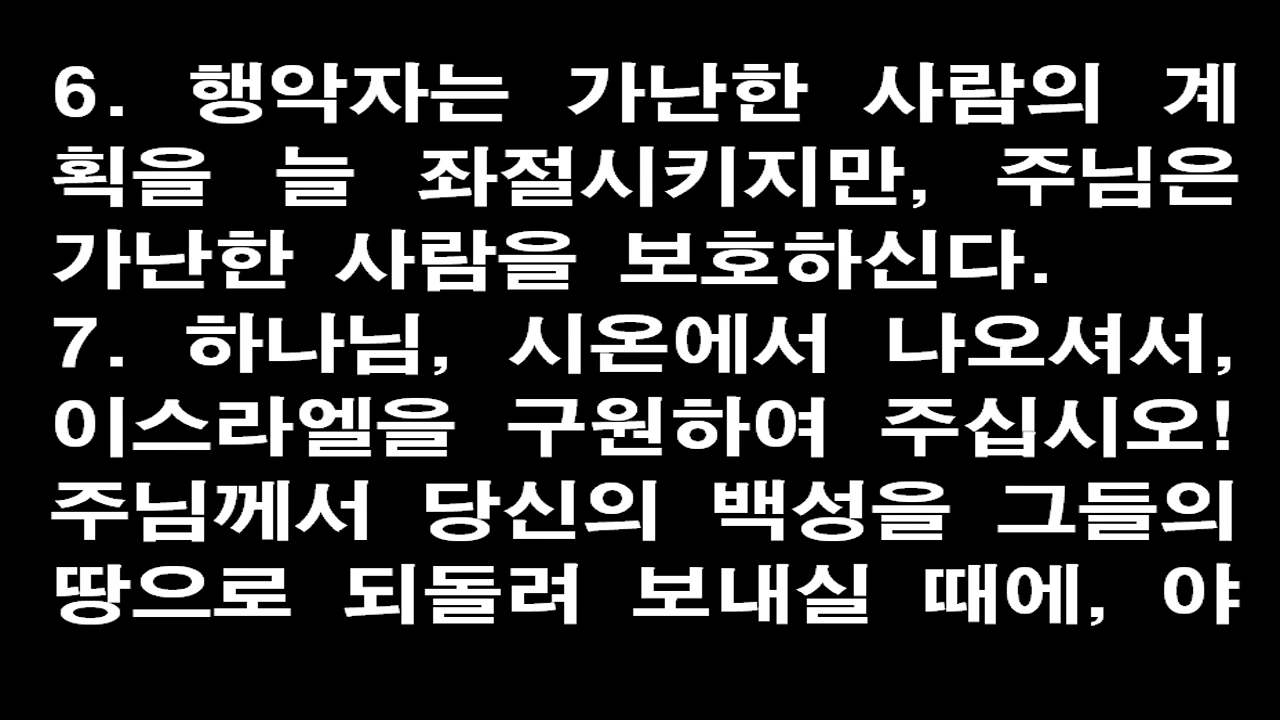 6. 행악자는 가난한 사람의 계
획을 늘 좌절시키지만, 주님은
가난한 사람을 보호하신다.
7. 하나님, 시온에서 나오셔서,
이스라엘을 구원하여 주십시오!
주님께서 당신의 백성을 그들의
땅으로 되돌려 보내실 때에, 야